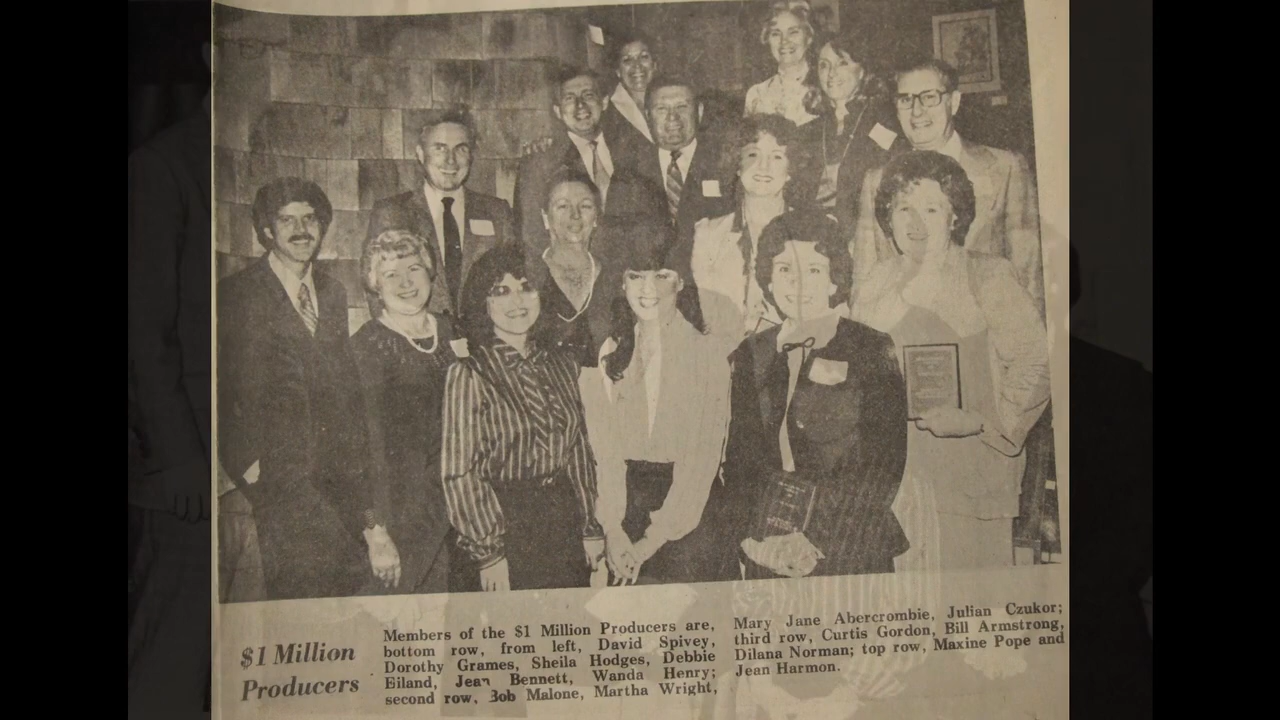 $1 Million
Producers
Members of the $1 Million Producers are,
bottom row, from left, David Spivey,
Dorothy Grames, Sheila Hodges, Debbie
Eiland, Jean Bennett, Wanda Henry;
second row, Bob Malone, Martha Wright,
Mary Jane Abercrombie, Julian Czukor;
third row, Curtis Gordon, Bill Armstrong,
Dilana Norman; top row, Maxine Pope and
Jean Harmon.